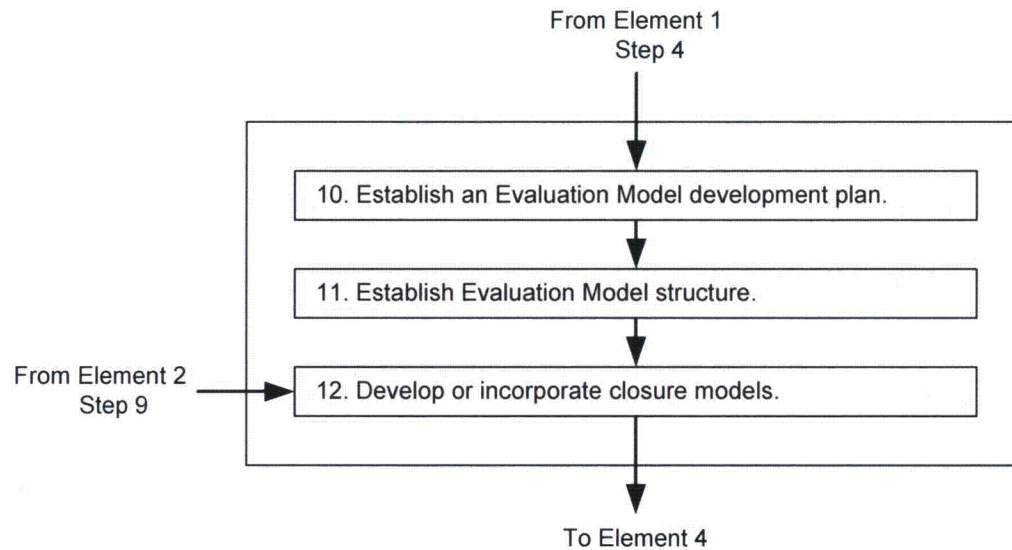 From Element 1
Step 4
10. Establish an Evaluation Model development plan.
11. Establish Evaluation Model structure.
From Element 2
Step 9
12. Develop or incorporate closure models.
To Element 4